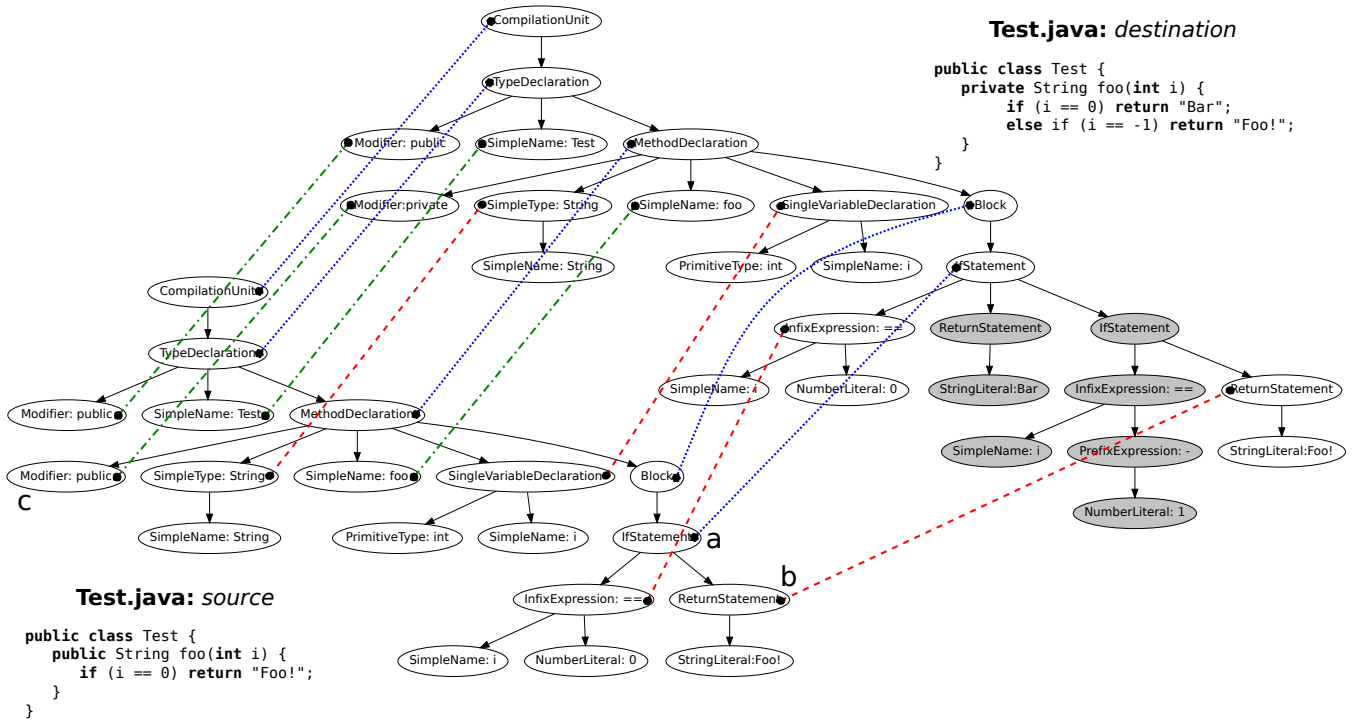 CompilationUnit
Test.java: destination
TypeDeclaration
public class Test {
private String foo(int i) {
if (i == 0) return "Bar";
else if (i == -1) return "Foo!";
}
}
Modifier: public
SimpleName: Test
MethodDeclaration
Modifier:private
SimpleType: String
SimpleName: foo
SingleVariableDeclaration
Block
SimpleName: String
PrimitiveType: int
SimpleName: i
IfStatement
CompilationUnit
InfixExpression: ==
ReturnStatement
IfStatement
TypeDeclaration
SimpleName: i
NumberLiteral: 0
StringLiteral:Bar
InfixExpression: ==
ReturnStatement
Modifier: public
SimpleName: Test
MethodDeclaration
SimpleName: i
PrefixExpression: -
StringLiteral:Foo!
Modifier: public
SimpleType: String
SimpleName: foo
SingleVariableDeclaration
Block
c
NumberLiteral: 1
SimpleName: String
PrimitiveType: int
SimpleName: i
IfStatement
a
b
Test.java: source
InfixExpression: ==
ReturnStatement
public class Test {
public String foo(int i) {
if (i == 0) return "Foo!";
}
}
SimpleName: i
NumberLiteral: 0
StringLiteral:Foo!